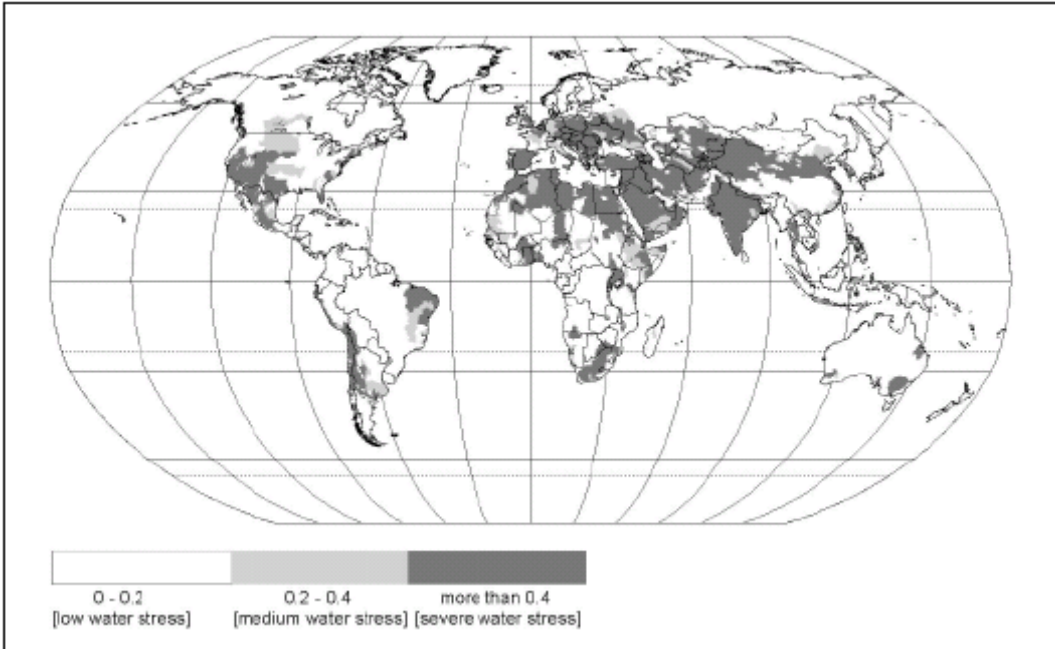 0 - 0.2 0.2 - 0.4 more than 0.4
[low water stress] [medium water stress] [severe water stress]